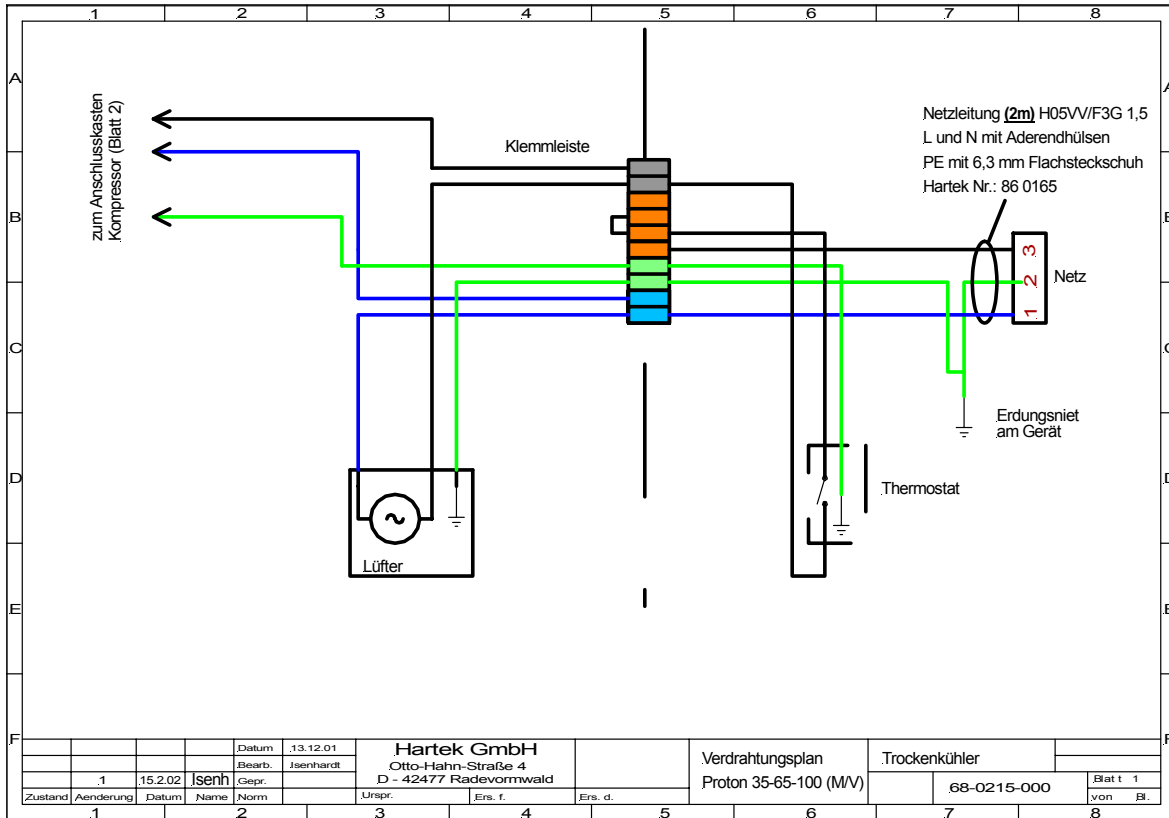 1 2 3 4 5 6 7 8
A
A
zum Anschlusskasten
Kompressor (Blatt 2)
Klemmleiste
Netzleitung (2m) H05VV/F3G 1,5
L und N mit Aderendhülsen
PE mit 6,3 mm Flachsteckschuh
Hartek Nr.: 86 0165
B
B
3
2
1
Netz
C
C
Erdungsniet
am Gerät
D
D
Thermostat
Lüfter
E
E
F
F
Datum 13.12.01
Bearb. Isenhardt
1 15.2.02 Isenh Gepr.
Zustand Aenderung Datum Name Norm
Hartek GmbH
Otto-Hahn-Straße 4
D - 42477 Radevormwald
Urspr. Ers. f. Ers. d.
Verdrahtungsplan
Proton 35-65-100 (M/V)
Trockenkühler
68-0215-000
Blatt 1
von Bl.
1 2 3 4 5 6 7 8